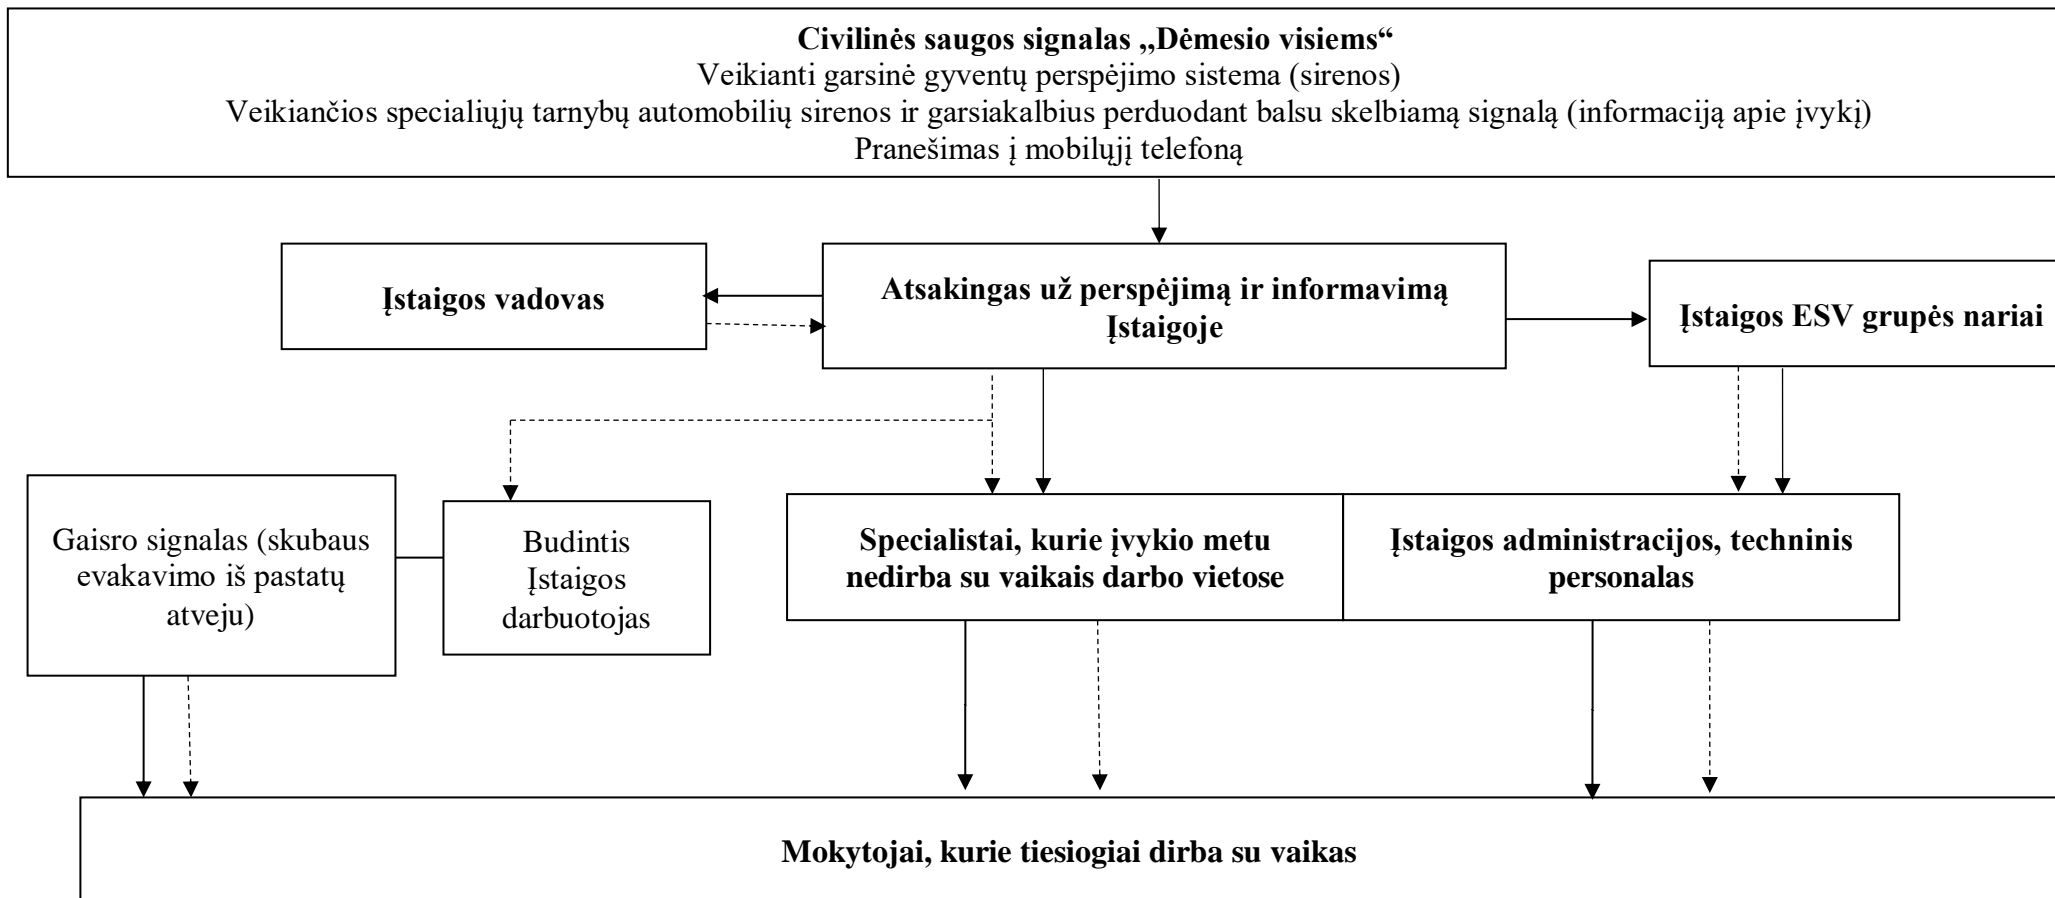 Civilinės saugos signalas „Dėmesio visiems“
Veikianti garsinė gyventų perspėjimo sistema (sirenos)
Veikiančios specialiųjų tarnybų automobilių sirenos ir garsiakalbius perduodant balsu skelbiamą signalą (informaciją apie įvykį)
Pranešimas į mobilųjį telefoną
Įstaigos vadovas
Atsakingas už perspėjimą ir informavimą
Įstaigoje
Įstaigos ESV grupės nariai
Gaisro signalas (skubaus
evakavimo iš pastatų
atveju)
Budintis
Įstaigos
darbuotojas
Specialistai, kurie įvykio metu
nedirba su vaikais darbo vietose
Įstaigos administracijos, techninis
personalas
Mokytojai, kurie tiesiogiai dirba su vaikas